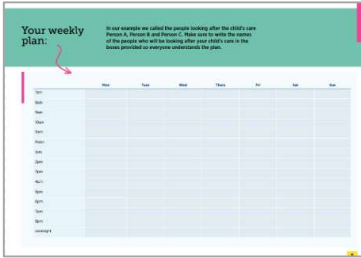 Your weekly
plan:
In our example we called the people looking after the child's care
Person A, Person B and Person C. Make sure to write the names
of the people who will be looking after your child's care in the
boxes provided so everyone understands the plan.
Mon Tues Wed Thurs Fri Sat Sun
7am
8am
9am
10am
11am
1pm
2pm
3pm
4pm
5pm
6pm
7pm
8pm
overnight